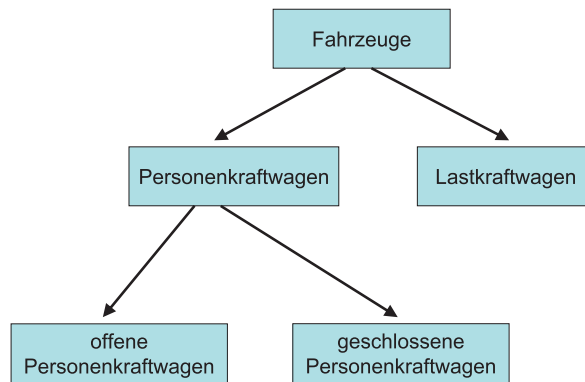 Fahrzeuge
Personenkraftwagen
Lastkraftwagen
offene
Personenkraftwagen
geschlossene
Personenkraftwagen